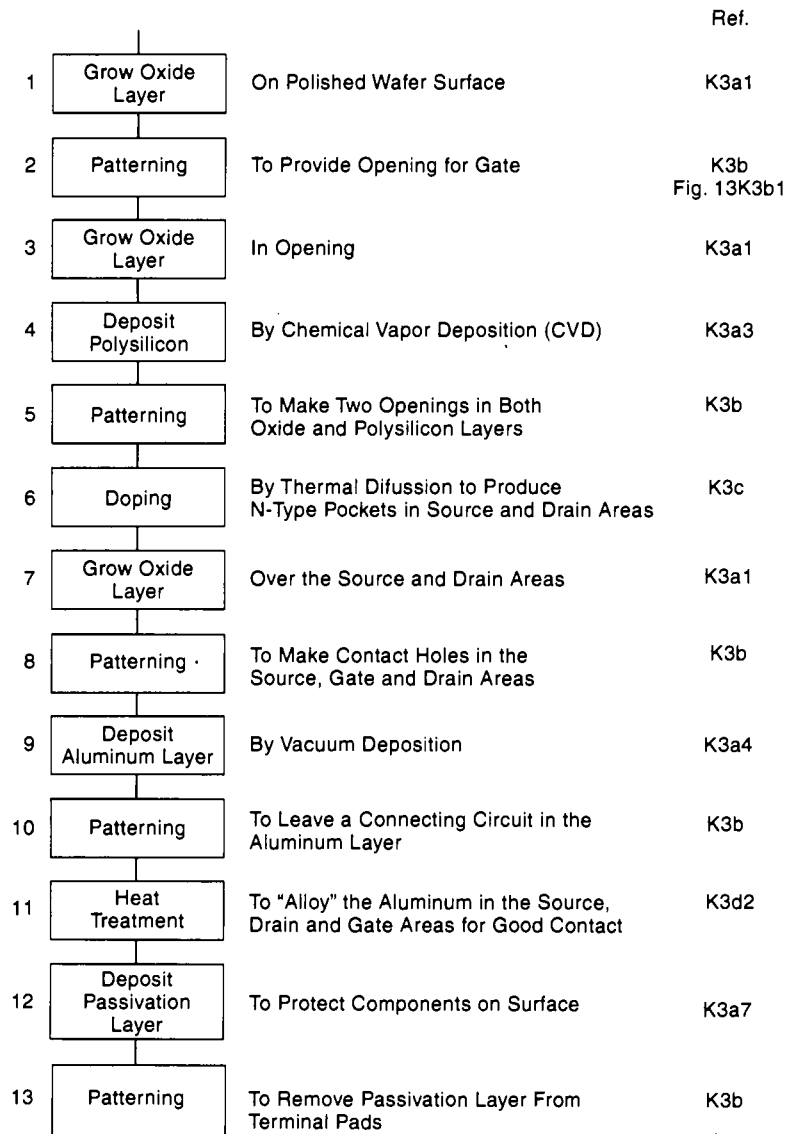 Ref.
1 Grow Oxide On Polished Wafer Surface K3a1
Layer
2 Patterning To Provide Opening for Gate K3b
Fig. 13K3b1
3 Grow Oxide In Opening K3a1
Layer
4 Deposit By Chemical Vapor Deposition (CVD) K3a3
Polysilicon
5 Patterning To Make Two Openings in Both K3b
Oxide and Polysilicon Layers
6 Doping By Thermal Difussion to Produce K3c
N-Type Pockets in Source and Drain Areas
7 Grow Oxide Over the Source and Drain Areas K3a1
Layer
8 Patterning To Make Contact Holes in the K3b
Source, Gate and Drain Areas
9 Deposit By Vacuum Deposition K3a4
Aluminum Layer
10 Patterning To Leave a Connecting Circuit in the K3b
Aluminum Layer
11 Heat To "Alloy" the Aluminum in the Source, K3d2
Treatment Drain and Gate Areas for Good Contact
12 Deposit To Protect Components on Surface K3a7
Passivation
Layer
13 Patterning To Remove Passivation Layer From K3b
Terminal Pads